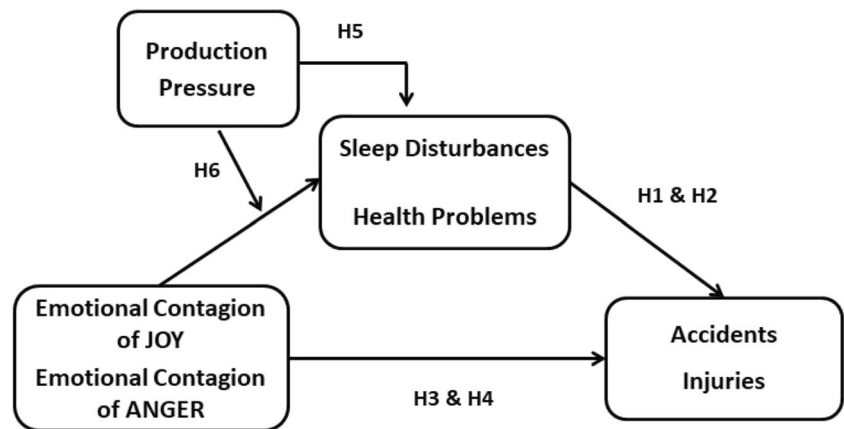 H5
Production
Pressure
Sleep Disturbances
H6
H1 & H2
Health Problems
Emotional Contagion
of JOY
Emotional Contagion
of ANGER
Accidents
Injuries
H3 & H4